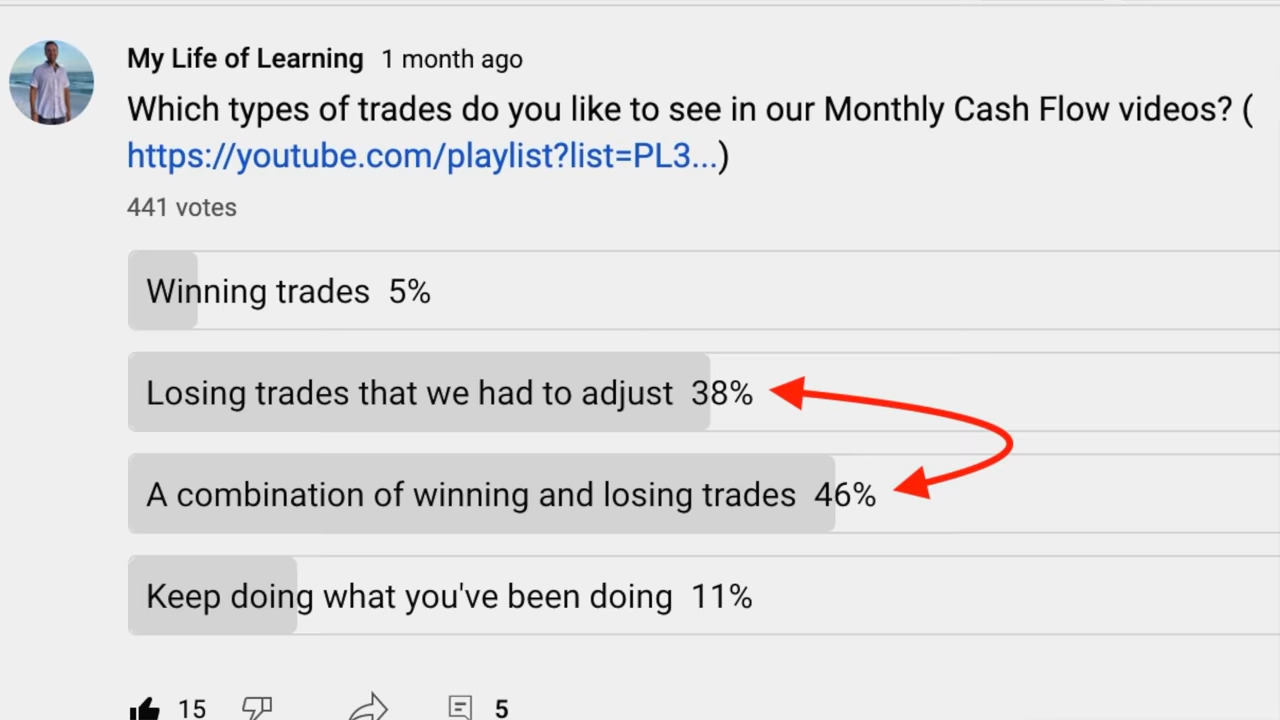 My Life of Learning 1 month ago
Which types of trades do you like to see in our Monthly Cash Flow videos? (
https://youtube.com/playlist?list=PL3...)
441 votes
Winning trades 5%
Losing trades that we had to adjust 38%
A combination of winning and losing trades 46%
Keep doing what you've been doing 11%
15 5